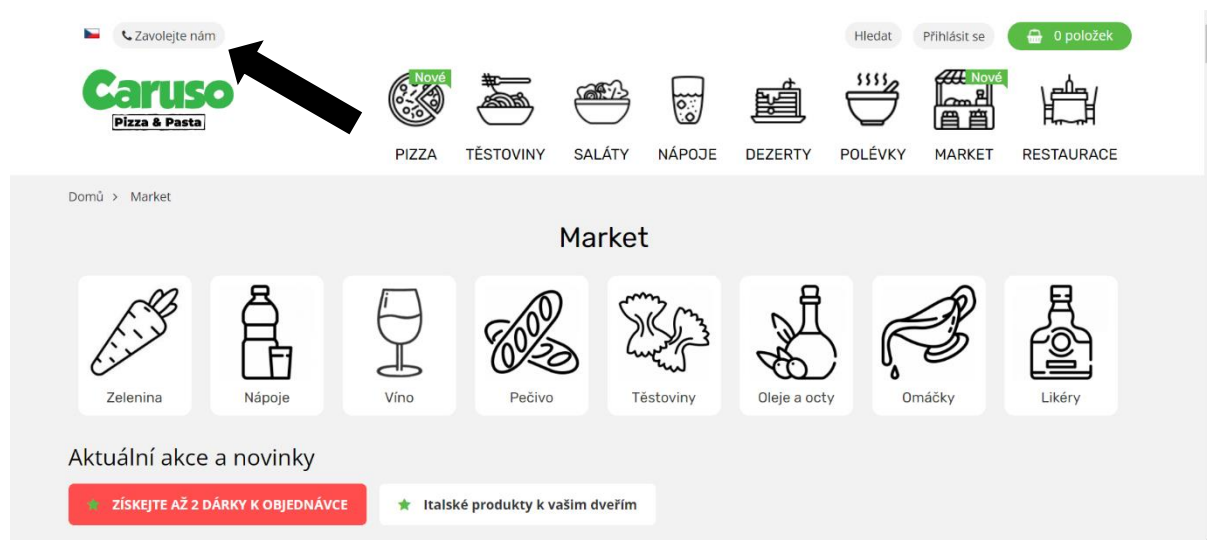 Zavolejte nám
Hledat
Přihlásit se
0 položek
Caruso
Pizza & Pasta
Nové
Nové
PIZZA
TĚSTOVINY
SALÁTY
NÁPOJE
DEZERTY
POLÉVKY
MARKET
RESTAURACE
Domů > Market
Market
Zelenina
Nápoje
Víno
Pečivo
Těstoviny
Oleje a octy
Omáčky
Likéry
Aktuální akce a novinky
ZÍSKEJTE AŽ 2 DÁRKY K OBJEDNÁVCE
Italské produkty k vašim dveřím